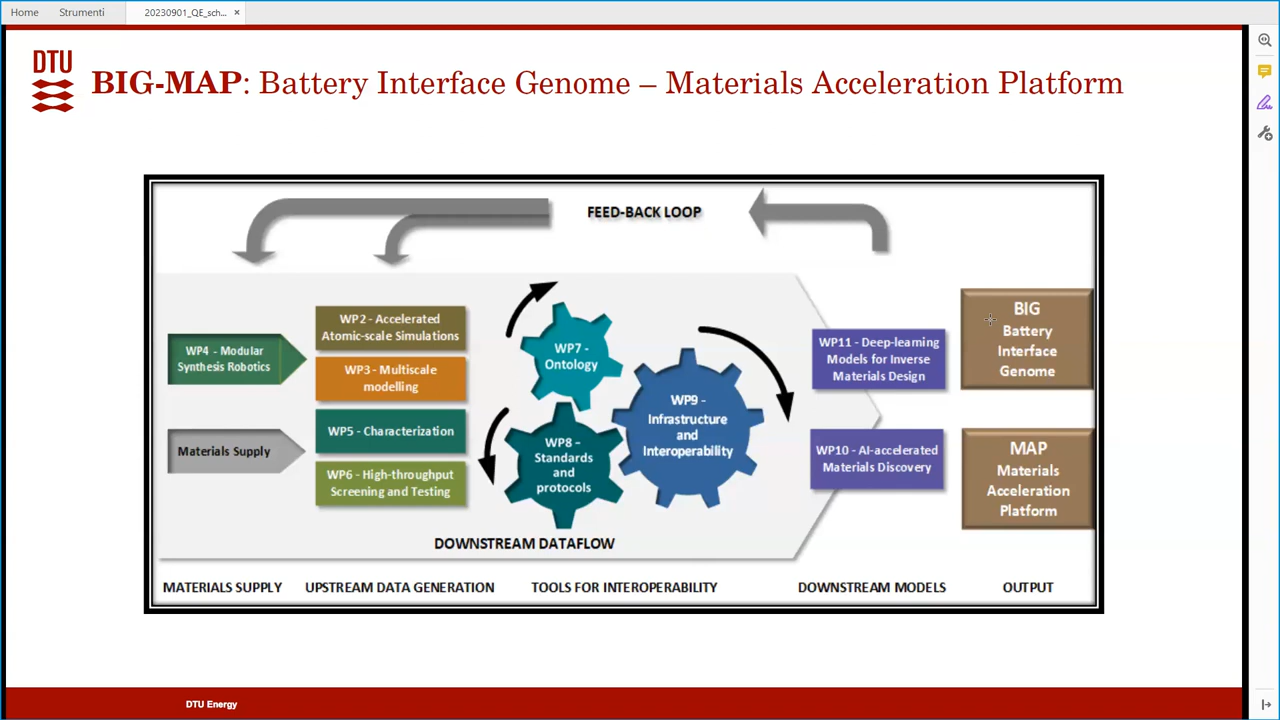 Home
Strumenti
20230901_QE_sch...
×
DTU
BIG-MAP: Battery Interface Genome – Materials Acceleration Platform
FEED-BACK LOOP
WP4 - Modular
Synthesis Robotics
Materials Supply
WP2 - Accelerated
Atomic-scale Simulations
WP3 - Multiscale
modelling
WP5 - Characterization
WP6 - High-throughput
Screening and Testing
WP7 -
Ontology
WP8 –
Standards
and
protocols
WP9 -
Infrastructure
and
Interoperability
WP11 - Deep-learning
Models for Inverse
Materials Design
WP10 - AI-accelerated
Materials Discovery
BIG
Battery
Interface
Genome
MAP
Materials
Acceleration
Platform
DOWNSTREAM DATAFLOW
MATERIALS SUPPLY
UPSTREAM DATA GENERATION
TOOLS FOR INTEROPERABILITY
DOWNSTREAM MODELS
OUTPUT
DTU Energy